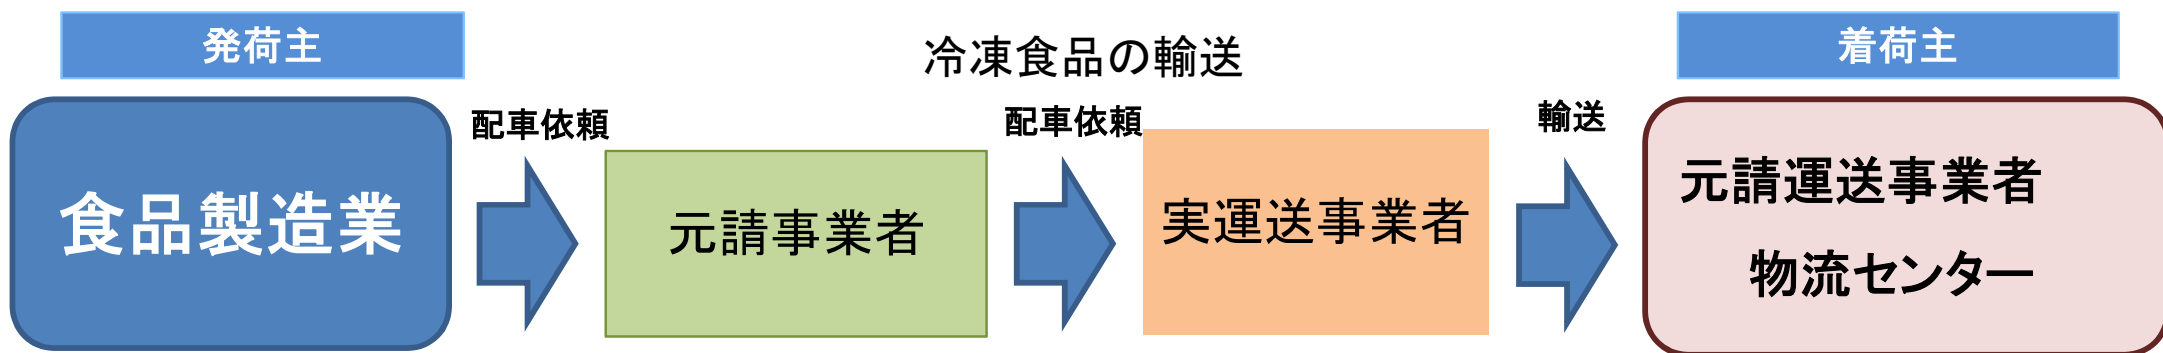 発荷主
冷凍食品の輸送
着荷主
配車依頼
配車依頼
輸送
食品製造業
元請事業者
実運送事業者
元請運送事業者
物流センター